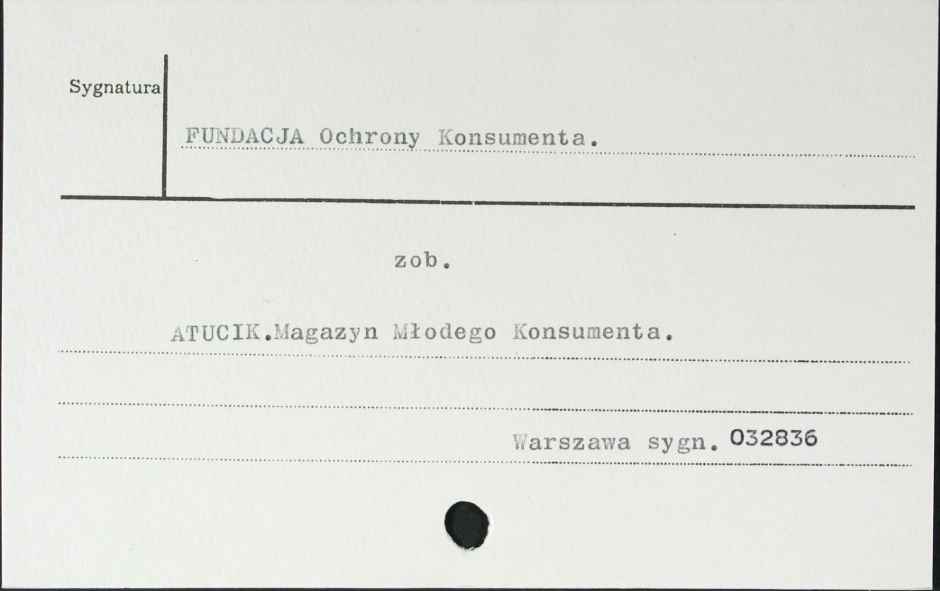 Sygnatura
FUNDACJA Ochrony Konsumenta.
zob.
ATUCIK.Magazyn Młodego Konsumenta.
Warszawa sygn. 032836